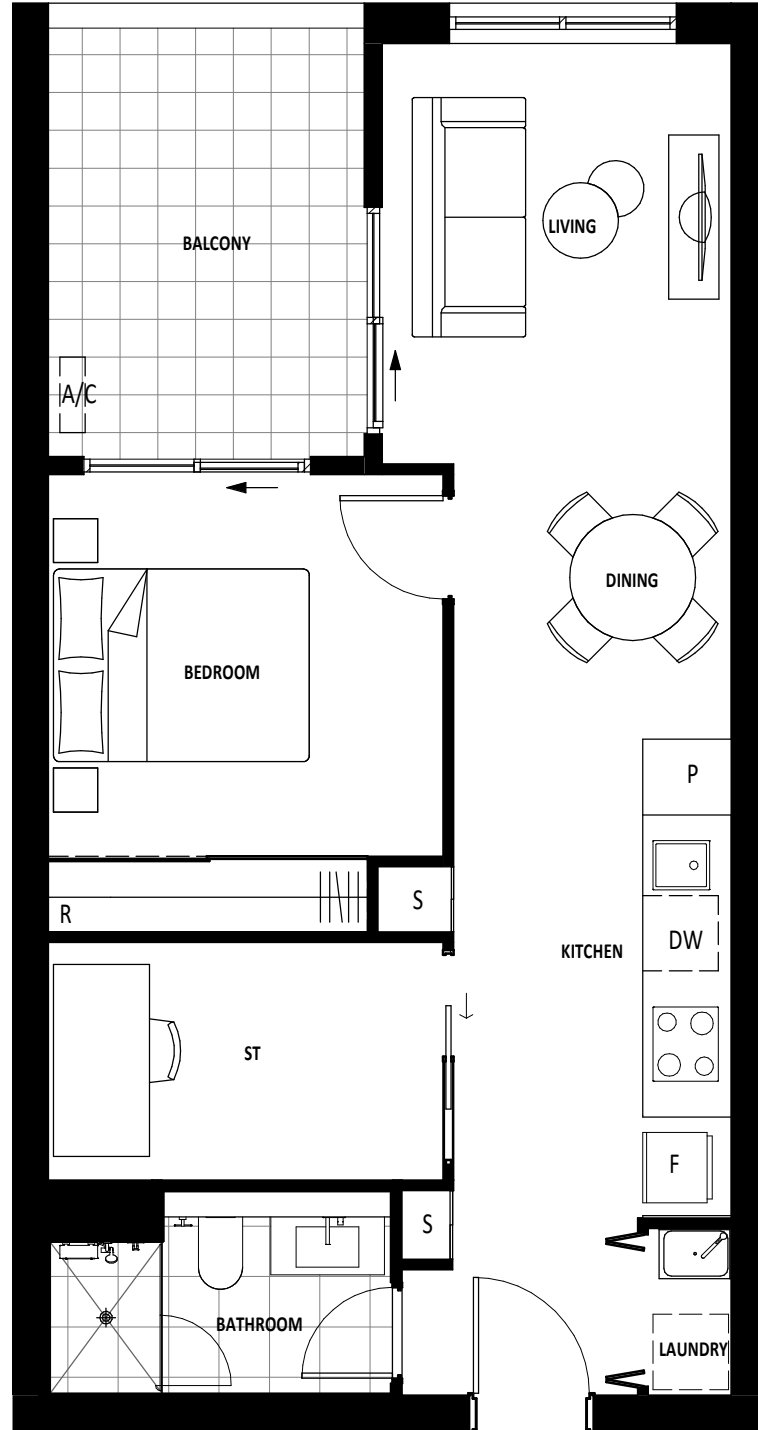 BALCONY
LIVING
A/C
DINING
BEDROOM
P
R
S
DW
KITCHEN
ST
F
S
BATHROOM
LAUNDRY